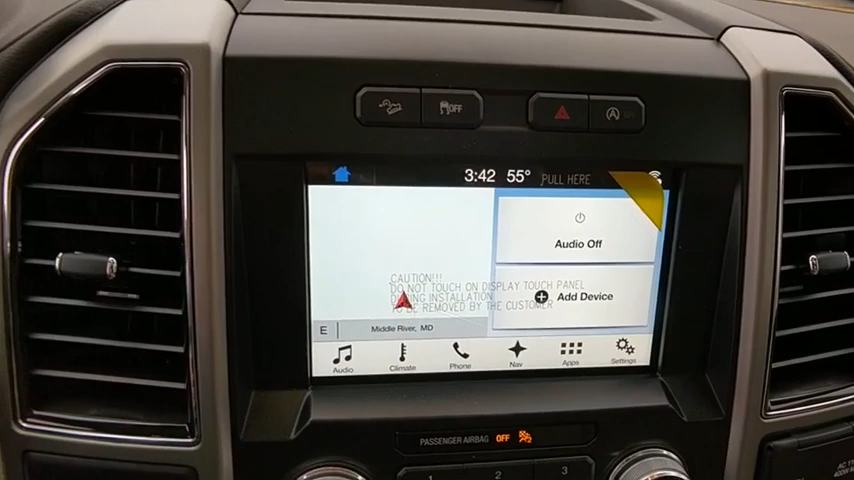 OFF
3:42 55° PULL HERE
Audio Off
CAUTION!!!
DO NOT TOUCH ON DISPLAY TOUCH PANEL
DURING INSTALLATION
TO BE REMOVED BY THE CUSTOMER
Add Device
E Middle River, MD
Audio Climate Phone Nav Apps Settings
PASSENGER AIRBAG OFF
1 2 3
400W